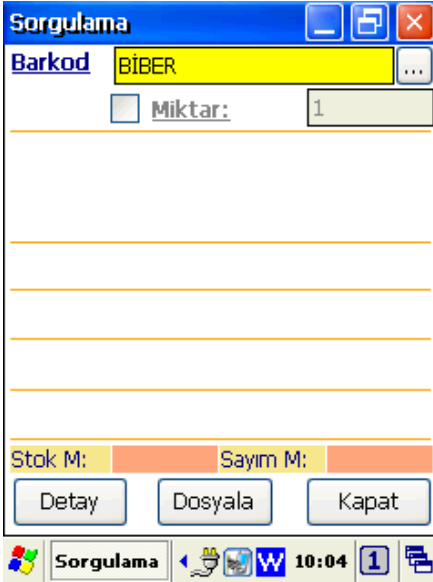 Sorgulama
Barkod BİBER ...
Miktar: 1
Stok M: Sayım M:
Detay Dosyala Kapat
Sorgulama W 10:04 1